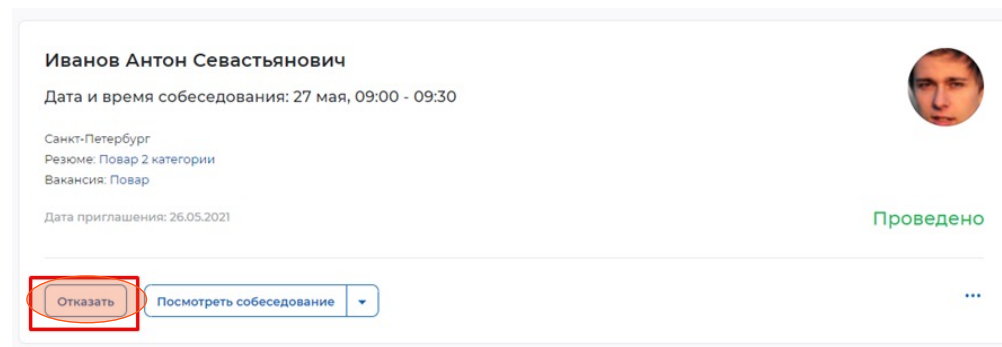 Иванов Антон Севастьянович
Дата и время собеседования: 27 мая, 09:00 - 09:30
Санкт-Петербург
Резюме: Повар 2 категории
Вакансия: Повар
Дата приглашения: 26.05.2021
Проведено
Отказать
Посмотреть собеседование